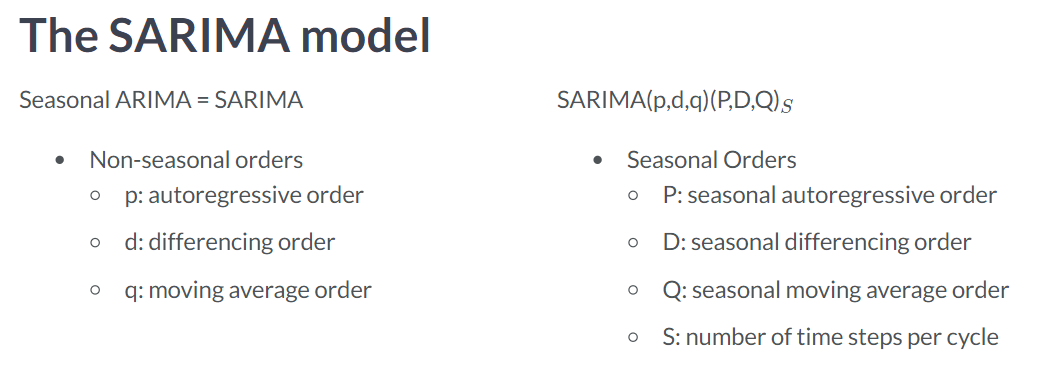 The SARIMA model
Seasonal ARIMA = SARIMA
• Non-seasonal orders
○ p: autoregressive order
○ d: differencing order
○ q: moving average order
SARIMA(p,d,q)(P,D,Q)S
• Seasonal Orders
○ P: seasonal autoregressive order
○ D: seasonal differencing order
○ Q: seasonal moving average order
○ S: number of time steps per cycle